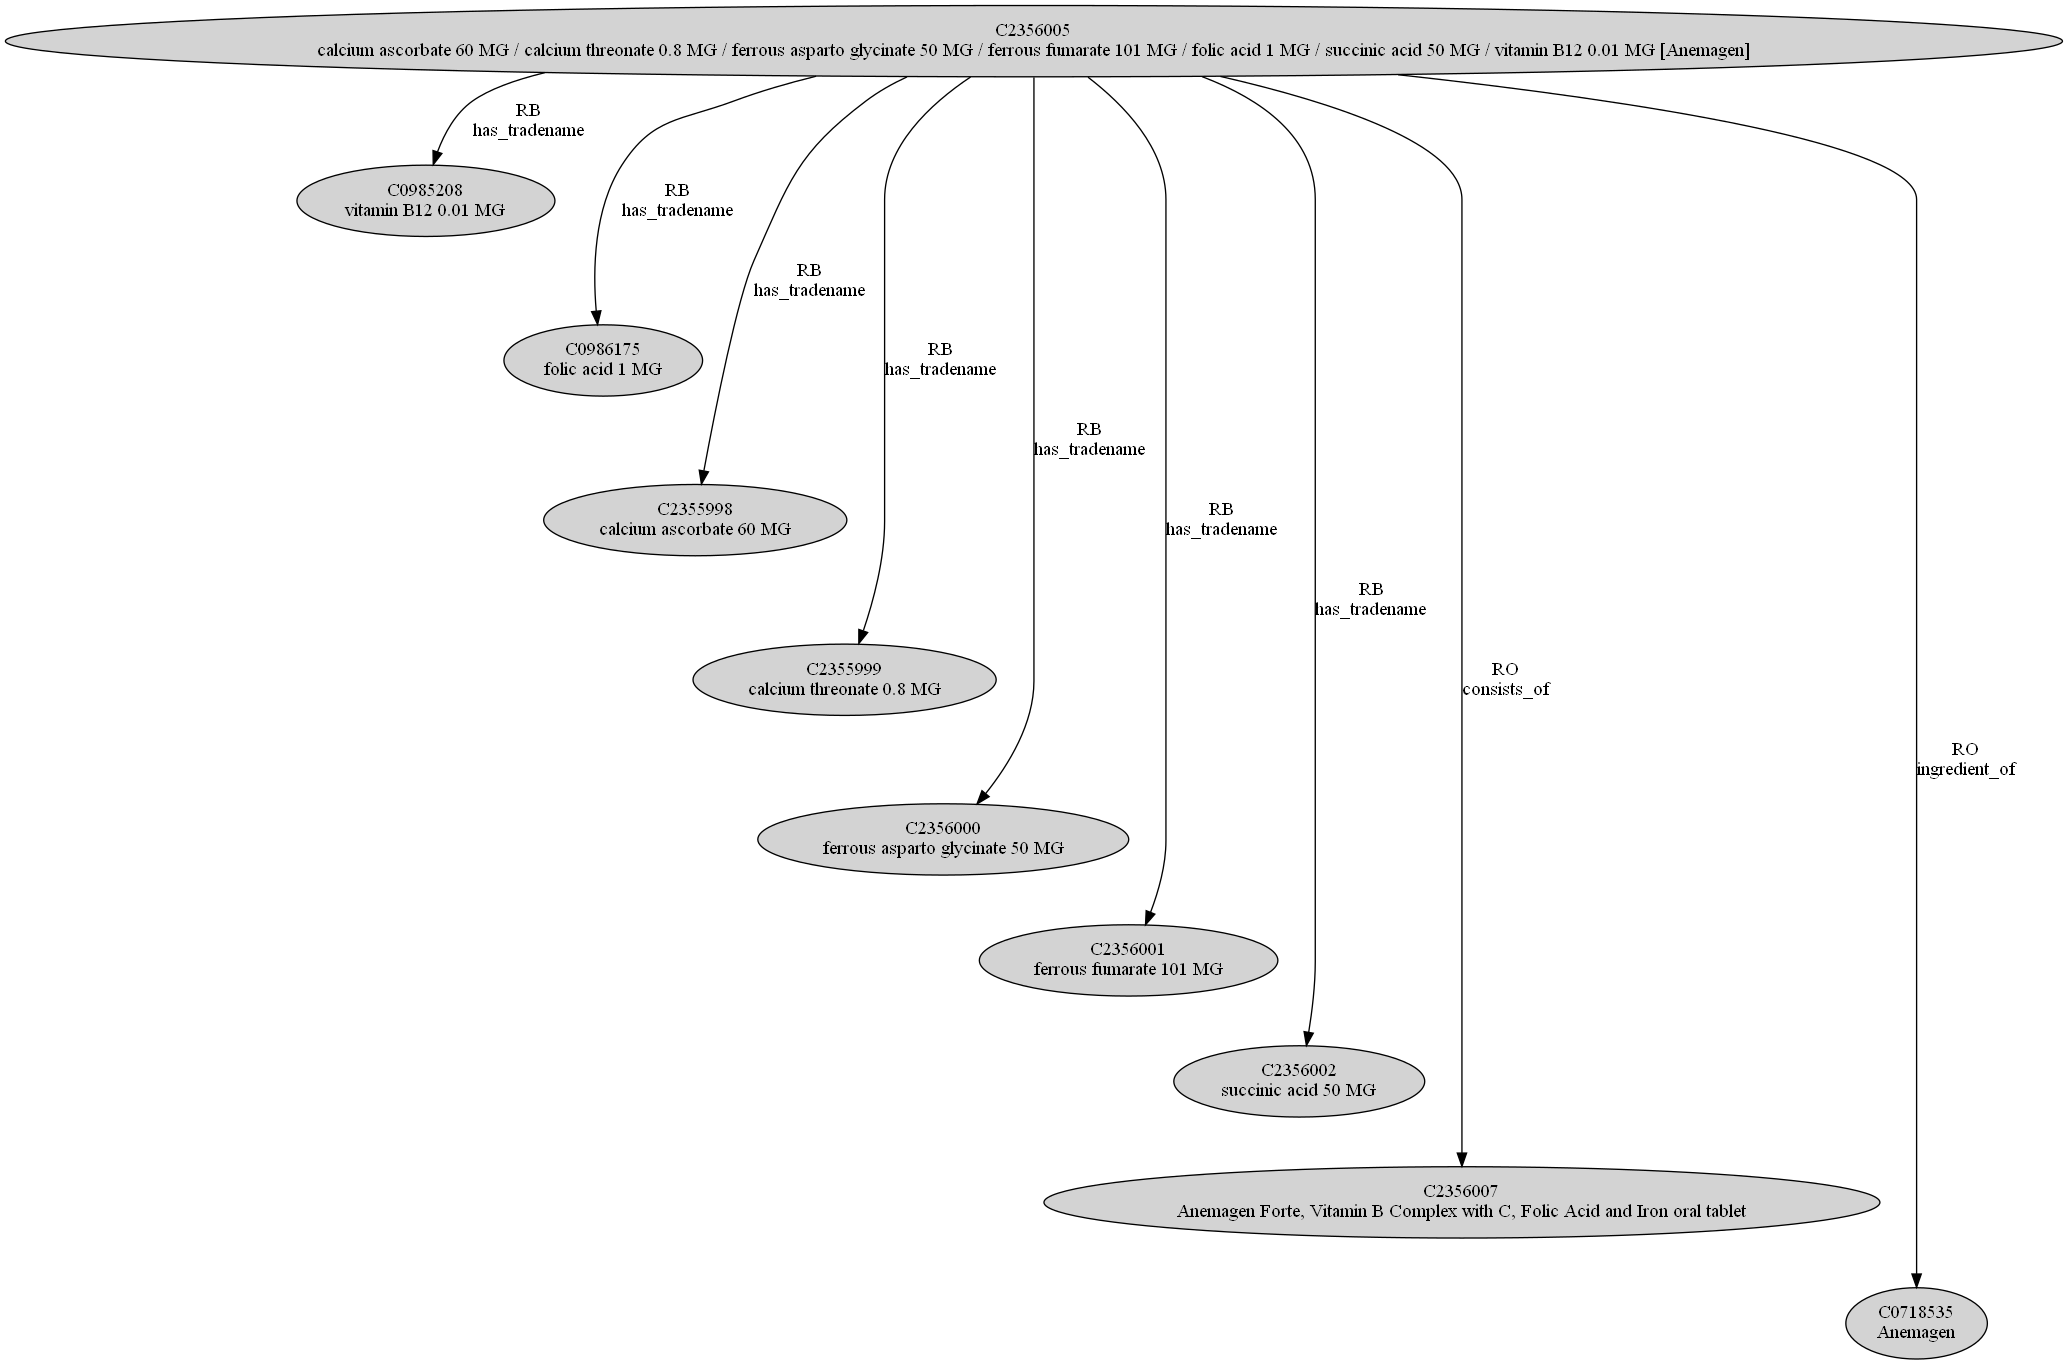 C2356005
calcium ascorbate 60 MG / calcium threonate 0.8 MG / ferrous asparto glycinate 50 MG / ferrous fumarate 101 MG / folic acid 1 MG / succinic acid 50 MG / vitamin B12 0.01 MG [Anemagen]
RB
has_tradename
C0985208
vitamin B12 0.01 MG
RB
has_tradename
RB
has_tradename
C0986175
folic acid 1 MG
RB
has_tradename
RB
has_tradename
C2355998
calcium ascorbate 60 MG
RB
has_tradename
RB
has_tradename
C2355999
calcium threonate 0.8 MG
RO
consists_of
RO
ingredient_of
C2356000
ferrous asparto glycinate 50 MG
C2356001
ferrous fumarate 101 MG
C2356002
succinic acid 50 MG
C2356007
Anemagen Forte, Vitamin B Complex with C, Folic Acid and Iron oral tablet
C0718535
Anemagen